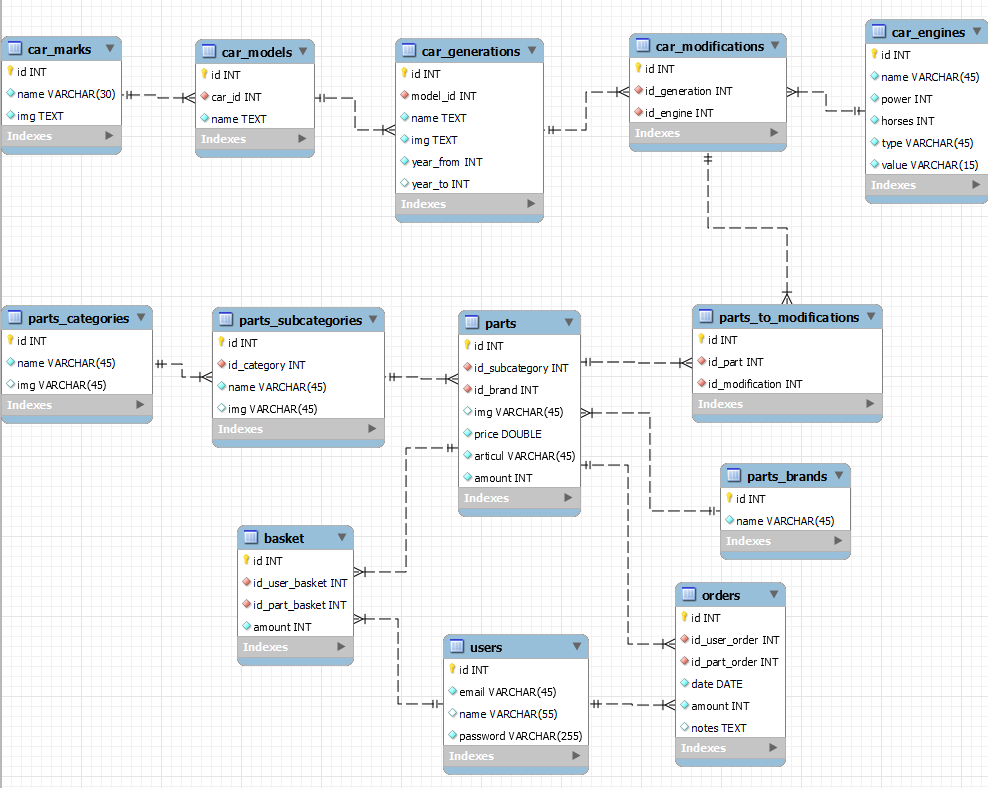 car_marks
id INT
name VARCHAR(30)
img TEXT
Indexes
car_models
id INT
car_id INT
name TEXT
Indexes
car_generations
id INT
model_id INT
name TEXT
img TEXT
year_from INT
year_to INT
Indexes
car_modifications
id INT
id_generation INT
id_engine INT
Indexes
car_engines
id INT
name VARCHAR(45)
power INT
horses INT
type VARCHAR(45)
value VARCHAR(15)
Indexes
parts_categories
id INT
name VARCHAR(45)
img VARCHAR(45)
Indexes
parts_subcategories
id INT
id_category INT
name VARCHAR(45)
img VARCHAR(45)
Indexes
parts
id INT
id_subcategory INT
id_brand INT
img VARCHAR(45)
price DOUBLE
articul VARCHAR(45)
amount INT
Indexes
parts_to_modifications
id INT
id_part INT
id_modification INT
Indexes
parts_brands
id INT
name VARCHAR(45)
Indexes
basket
id INT
id_user_basket INT
id_part_basket INT
amount INT
Indexes
users
id INT
email VARCHAR(45)
name VARCHAR(55)
password VARCHAR(255)
Indexes
orders
id INT
id_user_order INT
id_part_order INT
date DATE
amount INT
notes TEXT
Indexes